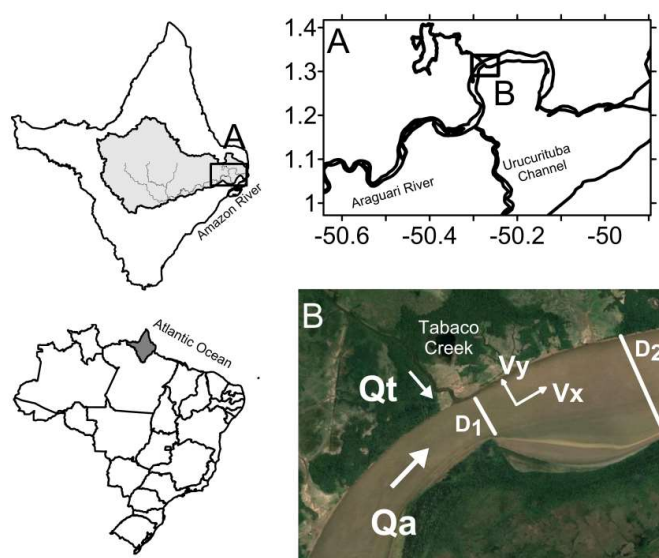 A
Amazon River
A
1.4
1.3
1.2
1.1
1
B
Urucurituba
Channel
Araguari River
-50.6
-50.4
-50.2
-50
Atlantic Ocean
B
Tabaco
Creek
Qt
Vy
Vx
D1
D2
Qa